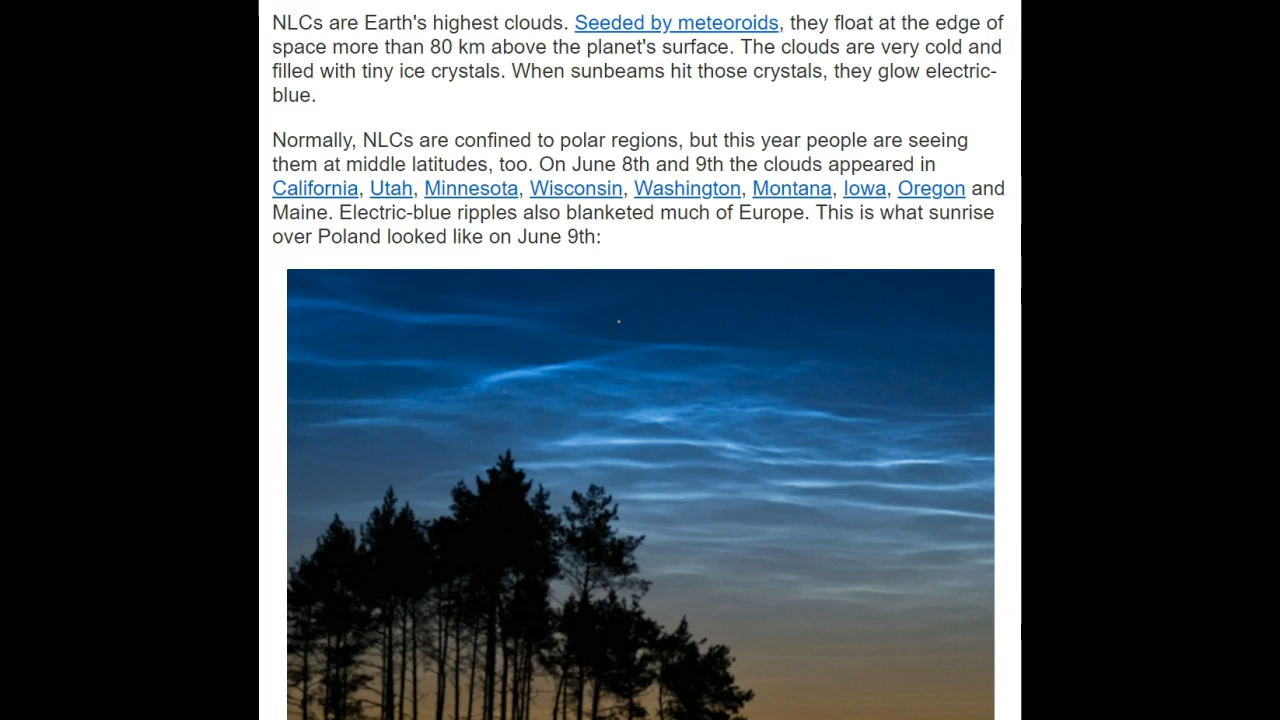 NLCs are Earth's highest clouds. Seeded by meteoroids, they float at the edge of
space more than 80 km above the planet's surface. The clouds are very cold and
filled with tiny ice crystals. When sunbeams hit those crystals, they glow electric-
blue.
Normally, NLCs are confined to polar regions, but this year people are seeing
them at middle latitudes, too. On June 8th and 9th the clouds appeared in
California, Utah, Minnesota, Wisconsin, Washington, Montana, Iowa, Oregon and
Maine. Electric-blue ripples also blanketed much of Europe. This is what sunrise
over Poland looked like on June 9th: